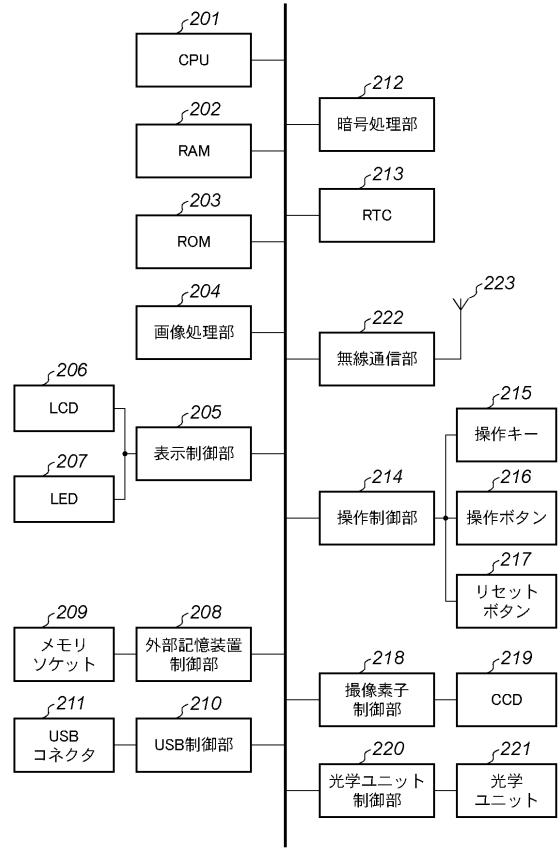 201
CPU
202
RAM
203
ROM
204
画像処理部
206
LCD
205
表示制御部
207
LED
209
メモリ
ソケット
208
外部記憶装置
制御部
211
USB
コネクタ
210
USB制御部
212
暗号処理部
213
RTC
223
222
無線通信部
215
操作キー
214
操作制御部
216
操作ボタン
217
リセット
ボタン
218
撮像素子
制御部
219
CCD
220
光学ユニット
制御部
221
光学
ユニット